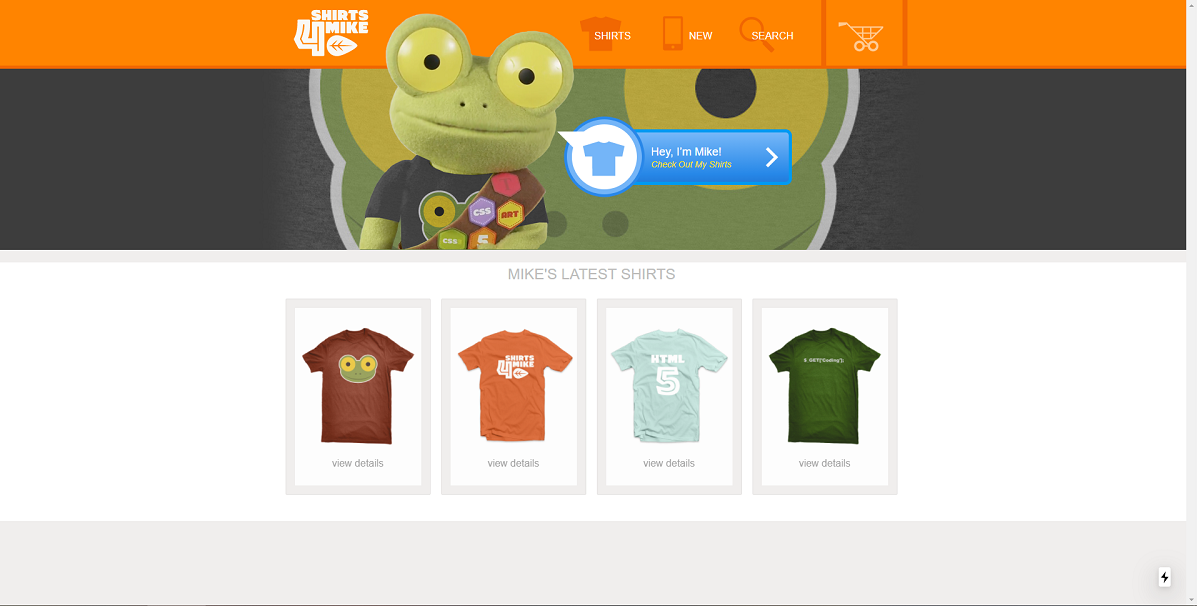 SHIRTS
4 MIKE
SHIRTS
NEW
SEARCH
Hey, I'm Mike!
Check Out My Shirts
CSS
ART
CSS
5
MIKE'S LATEST SHIRTS
SHIRTS
4 MIKE
HTML
5
$_GET['Coding'];
view details
view details
view details
view details